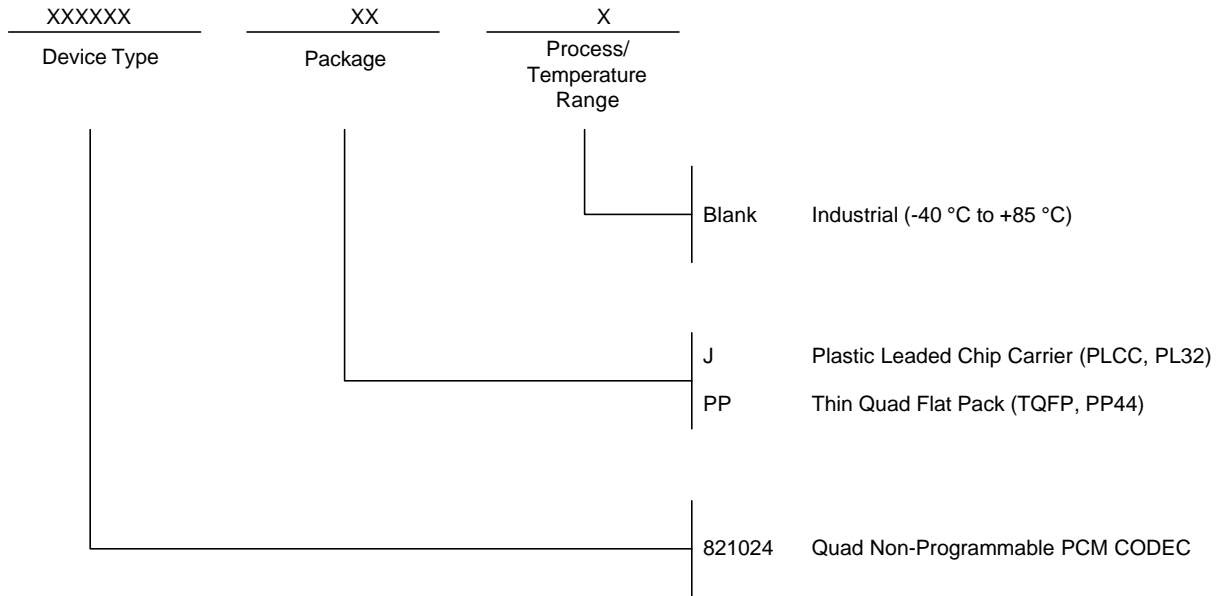 XXXXXX XX X
Device Type Package Process/
Temperature
Range
Blank Industrial (-40 °C to +85 °C)
J Plastic Leaded Chip Carrier (PLCC, PL32)
PP Thin Quad Flat Pack (TQFP, PP44)
821024 Quad Non-Programmable PCM CODEC